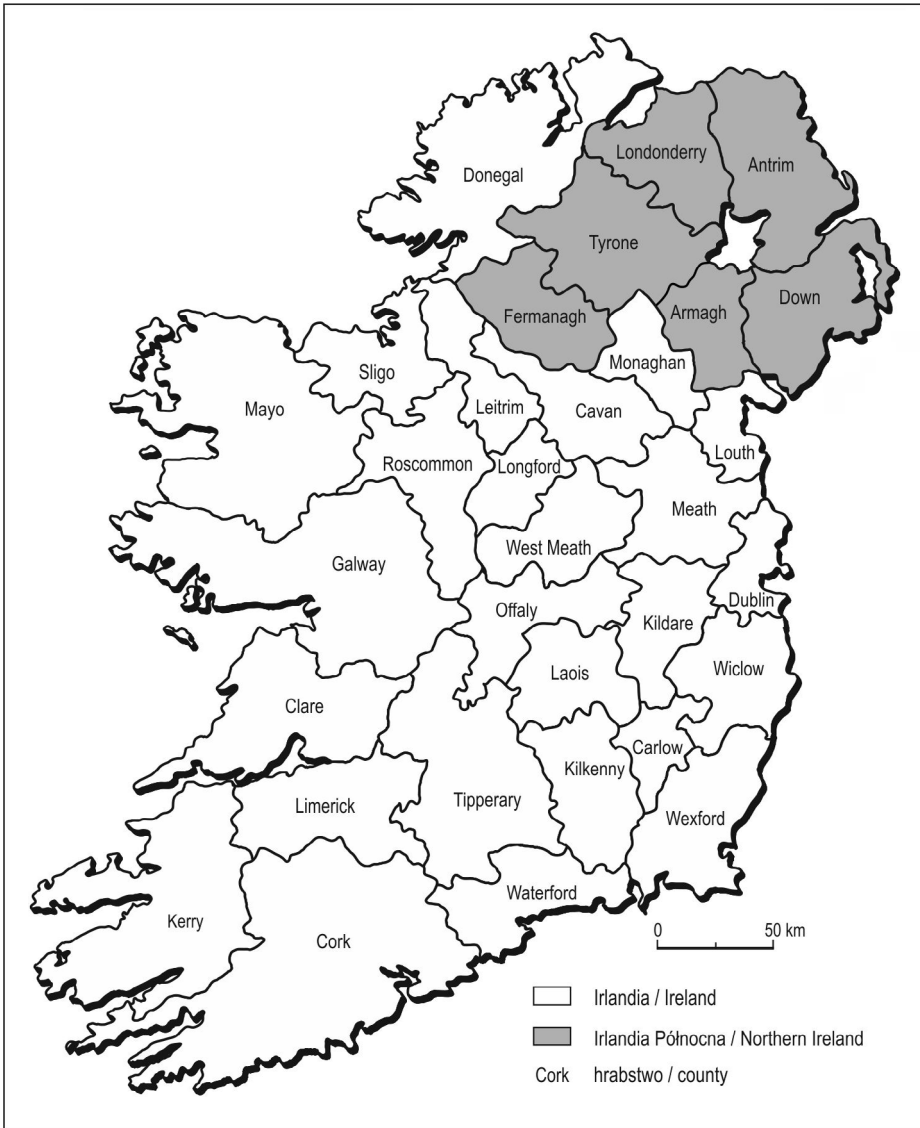 Donegal
Londonderry
Antrim
Tyrone
Fermanagh
Armagh
Down
Monaghan
Sligo
Mayo
Leitrim
Cavan
Roscommon
Longford
Louth
Meath
West Meath
Galway
Offaly
Dublin
Kildare
Laois
Wiclow
Clare
Carlow
Kilkenny
Limerick
Tipperary
Wexford
Waterford
Kerry
Cork
0 50 km
Irlandia / Ireland
Irlandia Północna / Northern Ireland
Cork hrabstwo / county